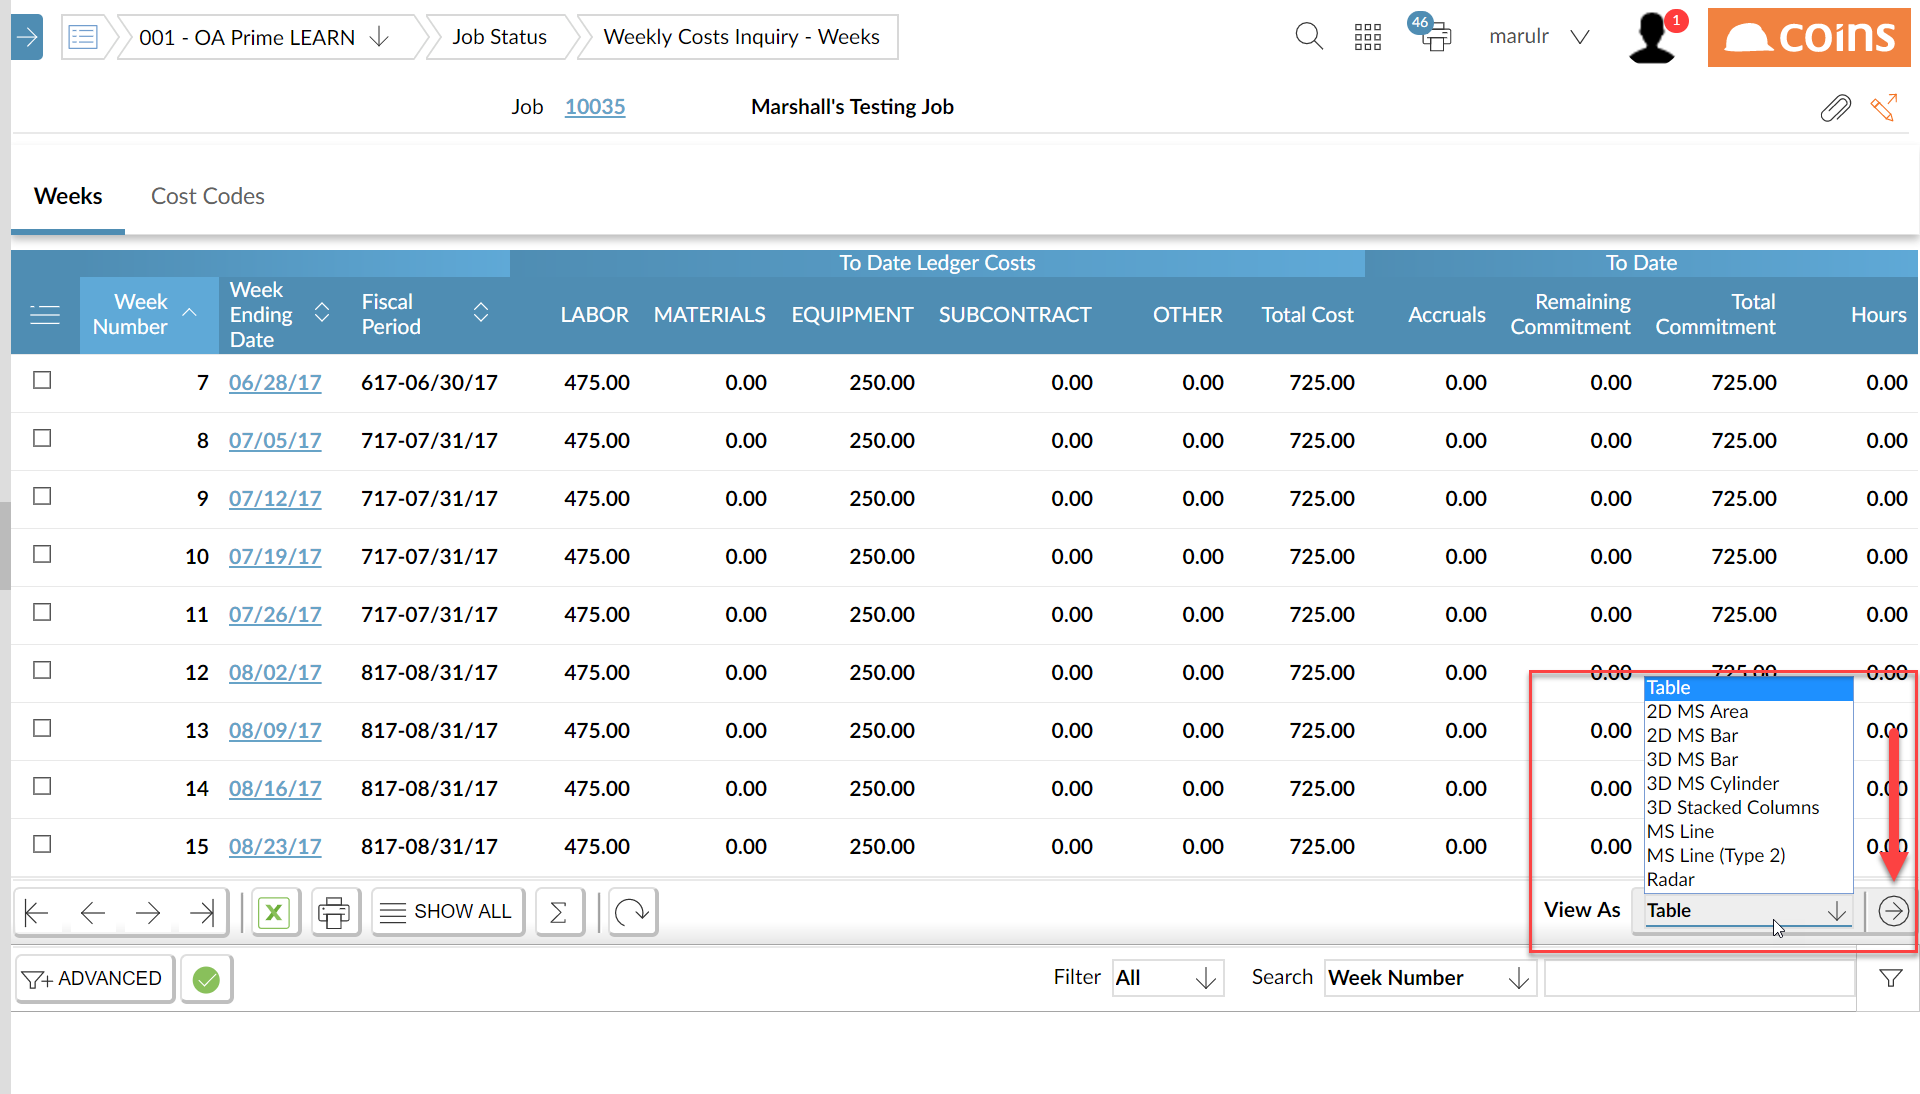 001 - OA Prime LEARN
Job Status
Weekly Costs Inquiry - Weeks
46
marulr
1
coins
Job 10035 Marshall's Testing Job
Weeks Cost Codes
To Date Ledger Costs To Date
Week Number
Week Ending Date
Fiscal Period
LABOR MATERIALS EQUIPMENT SUBCONTRACT OTHER Total Cost Accruals
Remaining Commitment
Total Commitment
Hours
7 06/28/17 617-06/30/17 475.00 0.00 250.00 0.00 0.00 725.00 0.00 0.00 725.00 0.00
8 07/05/17 717-07/31/17 475.00 0.00 250.00 0.00 0.00 725.00 0.00 0.00 725.00 0.00
9 07/12/17 717-07/31/17 475.00 0.00 250.00 0.00 0.00 725.00 0.00 0.00 725.00 0.00
10 07/19/17 717-07/31/17 475.00 0.00 250.00 0.00 0.00 725.00 0.00 0.00 725.00 0.00
11 07/26/17 717-07/31/17 475.00 0.00 250.00 0.00 0.00 725.00 0.00 0.00 725.00 0.00
12 08/02/17 817-08/31/17 475.00 0.00 250.00 0.00 0.00 725.00 0.00 0.00 725.00 0.00
13 08/09/17 817-08/31/17 475.00 0.00 250.00 0.00 0.00 725.00 0.00 0.00 0.00
14 08/16/17 817-08/31/17 475.00 0.00 250.00 0.00 0.00 725.00 0.00 0.00
15 08/23/17 817-08/31/17 475.00 0.00 250.00 0.00 0.00 725.00 0.00 0.00
Table
2D MS Area
2D MS Bar
3D MS Bar
3D MS Cylinder
3D Stacked Columns
MS Line
MS Line (Type 2)
Radar
X SHOW ALL Σ View As Table
ADVANCED Filter All Search Week Number